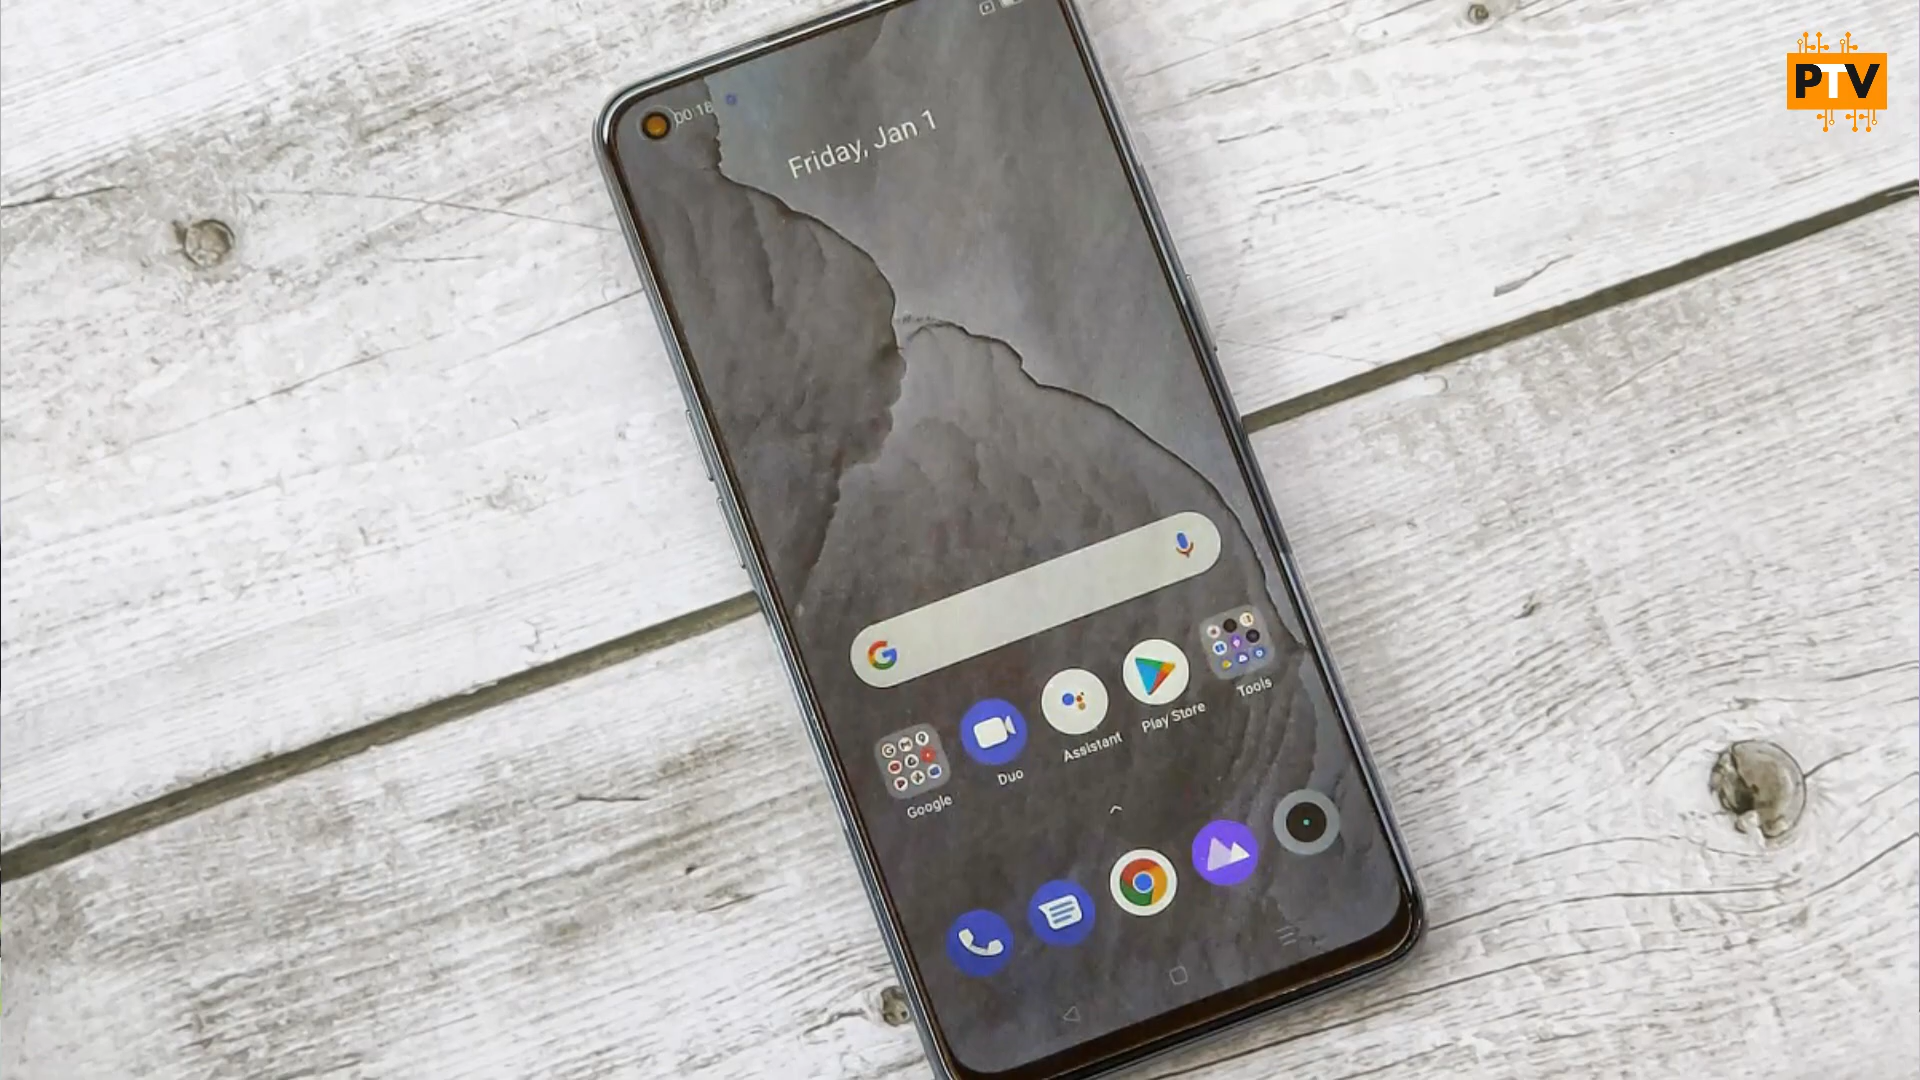 PTV
00:18
Friday, Jan 1
Google
Duo
Assistant
Play Store
Tools